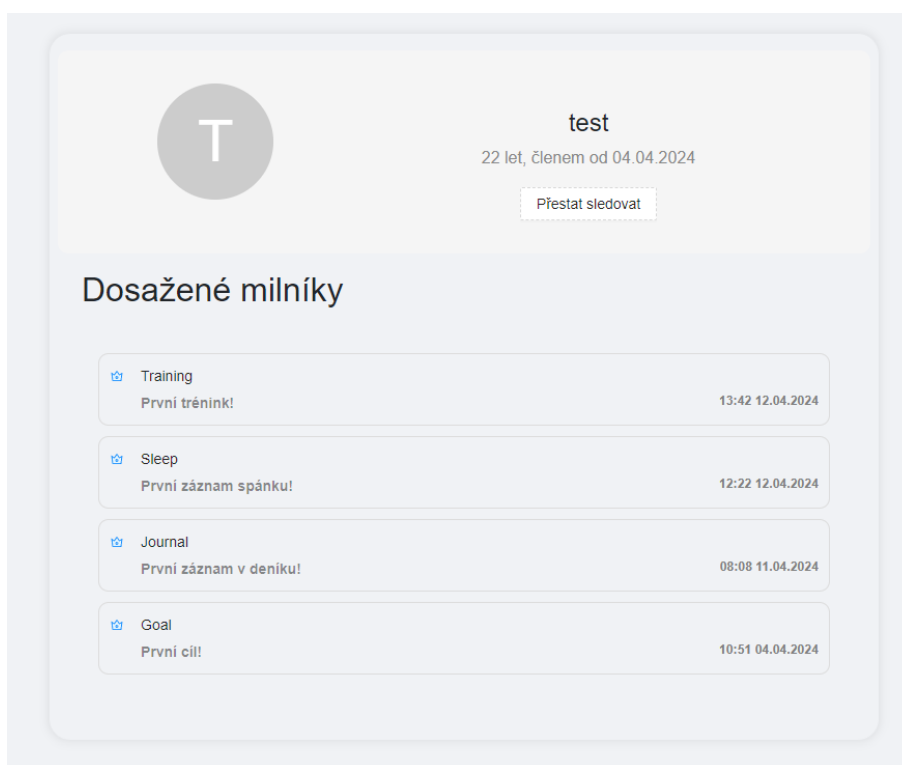 T
test
22 let, členem od 04.04.2024
Přestat sledovat
Dosažené milníky
Training
První trénink!
13:42 12.04.2024
Sleep
První záznam spánku!
12:22 12.04.2024
Journal
První záznam v deníku!
08:08 11.04.2024
Goal
První cíl!
10:51 04.04.2024